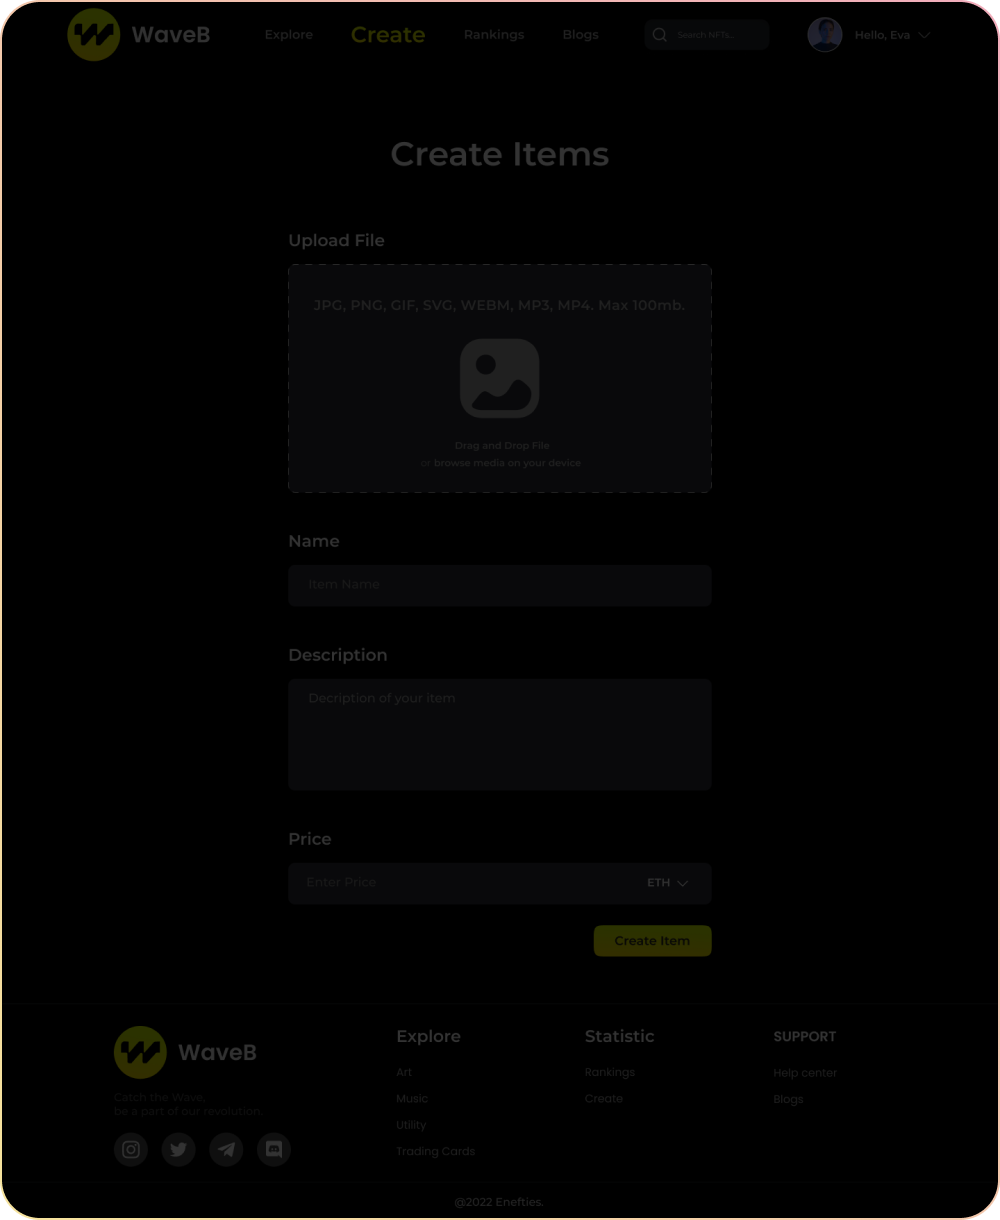 WaveB
Explore
Create
Rankings
Blogs
Search NFTs...
Hello, Eva
Create Items
Upload File
JPG, PNG, GIF, SVG, WEBM, MP3, MP4. Max 100mb.
Drag and Drop File
or browse media on your device
Name
Item Name
Description
Decription of your item
Price
Enter Price
ETH
Create Item
WaveB
Catch the Wave,
be a part of our revolution.
Explore
Art
Music
Utility
Trading Cards
Statistic
Rankings
Create
SUPPORT
Help center
Blogs
@2022 Enefties.